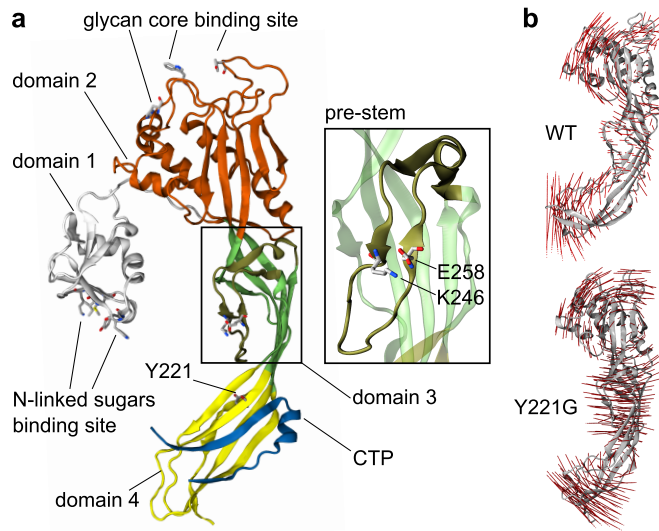 a
glycan core binding site
domain 2
domain 1
pre-stem
E258
K246
Y221
N-linked sugars
binding site
domain 3
CTP
domain 4
b
WT
Y221G